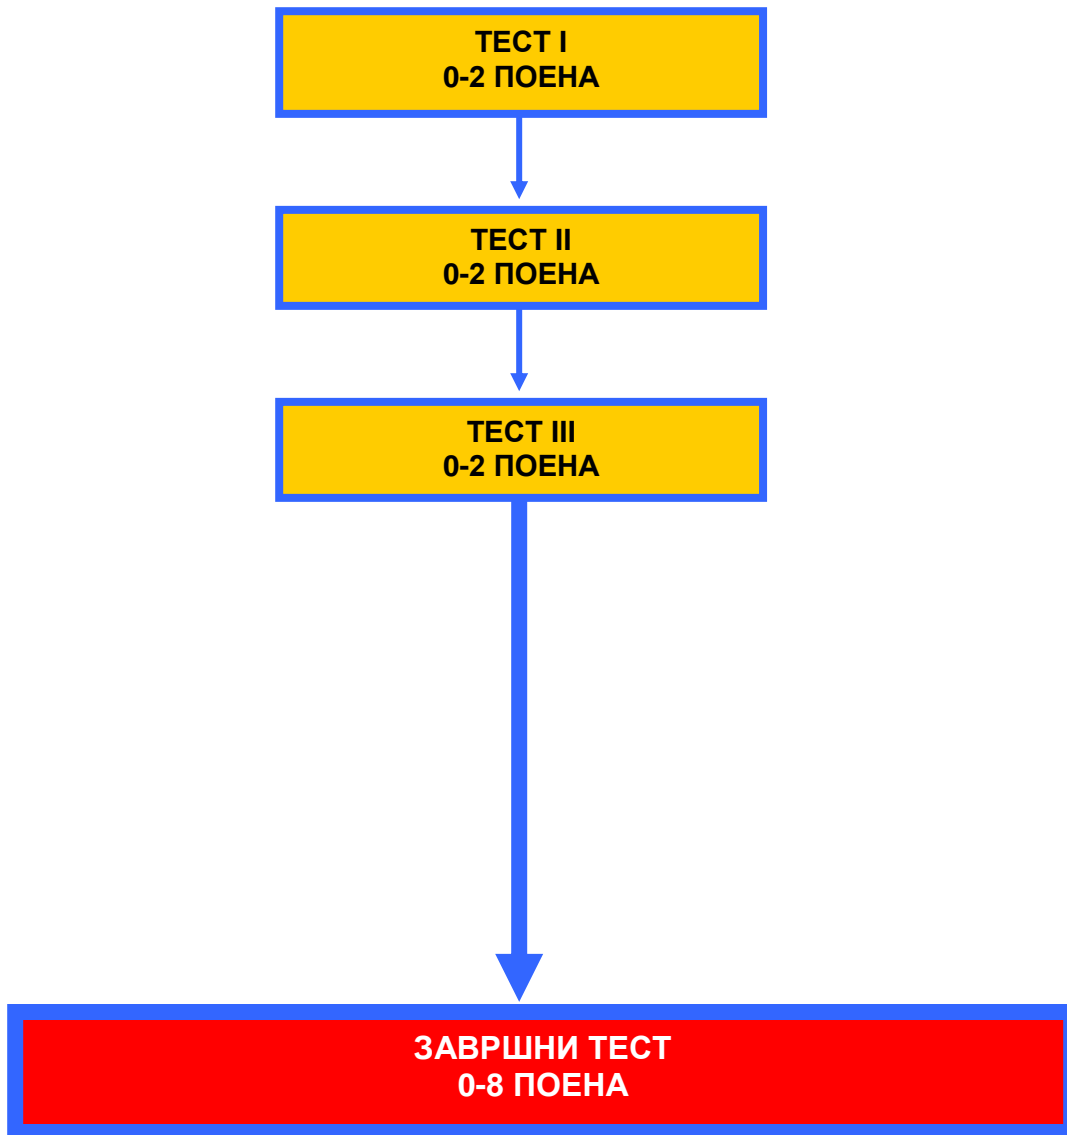 ТЕСТ I
0-2 ПОЕНА
ТЕСТ II
0-2 ПОЕНА
ТЕСТ III
0-2 ПОЕНА
ЗАВРШНИ ТЕСТ
0-8 ПОЕНА